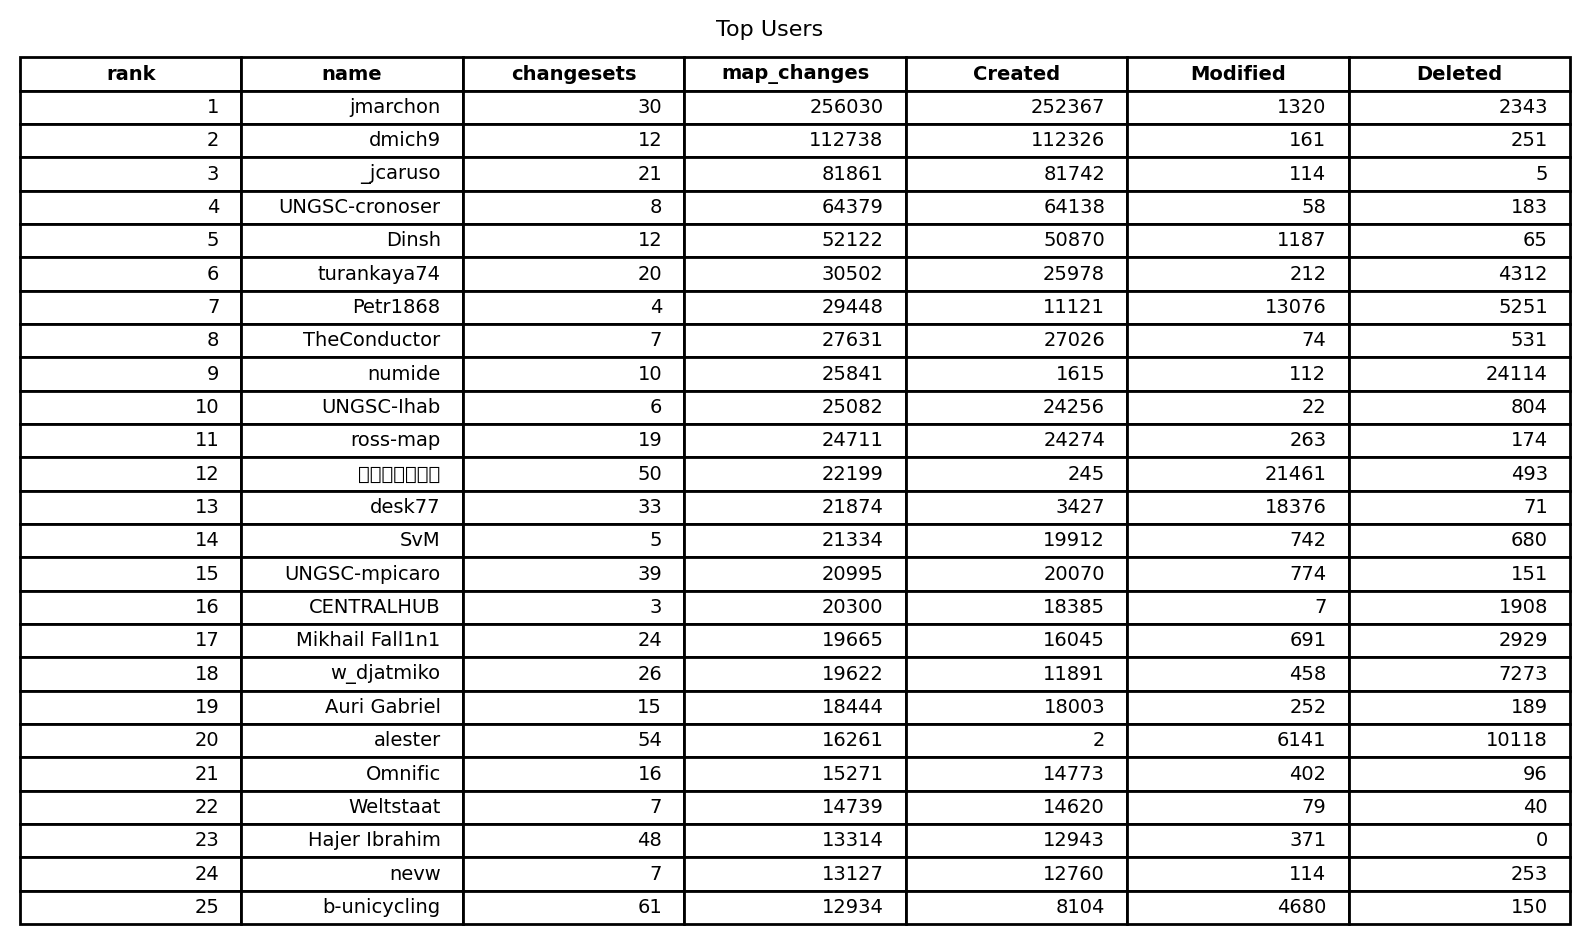 Top Users
rank name changesets map_changes Created Modified Deleted
1 jmarchon 30 256030 252367 1320 2343
2 dmich9 12 112738 112326 161 251
3 _jcaruso 21 81861 81742 114 5
4 UNGSC-cronoser 8 64379 64138 58 183
5 Dinsh 12 52122 50870 1187 65
6 turankaya74 20 30502 25978 212 4312
7 Petr1868 4 29448 11121 13076 5251
8 TheConductor 7 27631 27026 74 531
9 numide 10 25841 1615 112 24114
10 UNGSC-Ihab 6 25082 24256 22 804
11 ross-map 19 24711 24274 263 174
12 50 22199 245 21461 493
13 desk77 33 21874 3427 18376 71
14 SvM 5 21334 19912 742 680
15 UNGSC-mpicaro 39 20995 20070 774 151
16 CENTRALHUB 3 20300 18385 7 1908
17 Mikhail Fall1n1 24 19665 16045 691 2929
18 w_djatmiko 26 19622 11891 458 7273
19 Auri Gabriel 15 18444 18003 252 189
20 alester 54 16261 2 6141 10118
21 Omnific 16 15271 14773 402 96
22 Weltstaat 7 14739 14620 79 40
23 Hajer Ibrahim 48 13314 12943 371 0
24 nevw 7 13127 12760 114 253
25 b-unicycling 61 12934 8104 4680 150